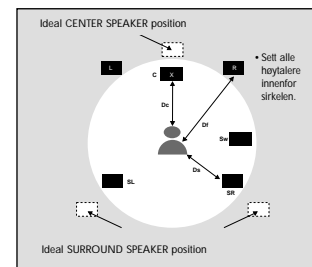 Ideal CENTER SPEAKER position
L
C
X
R
• Sett alle
høytalere
innenfor
sirkelen.
Dc
Df
Sw
Ds
SL
SR
Ideal SURROUND SPEAKER position